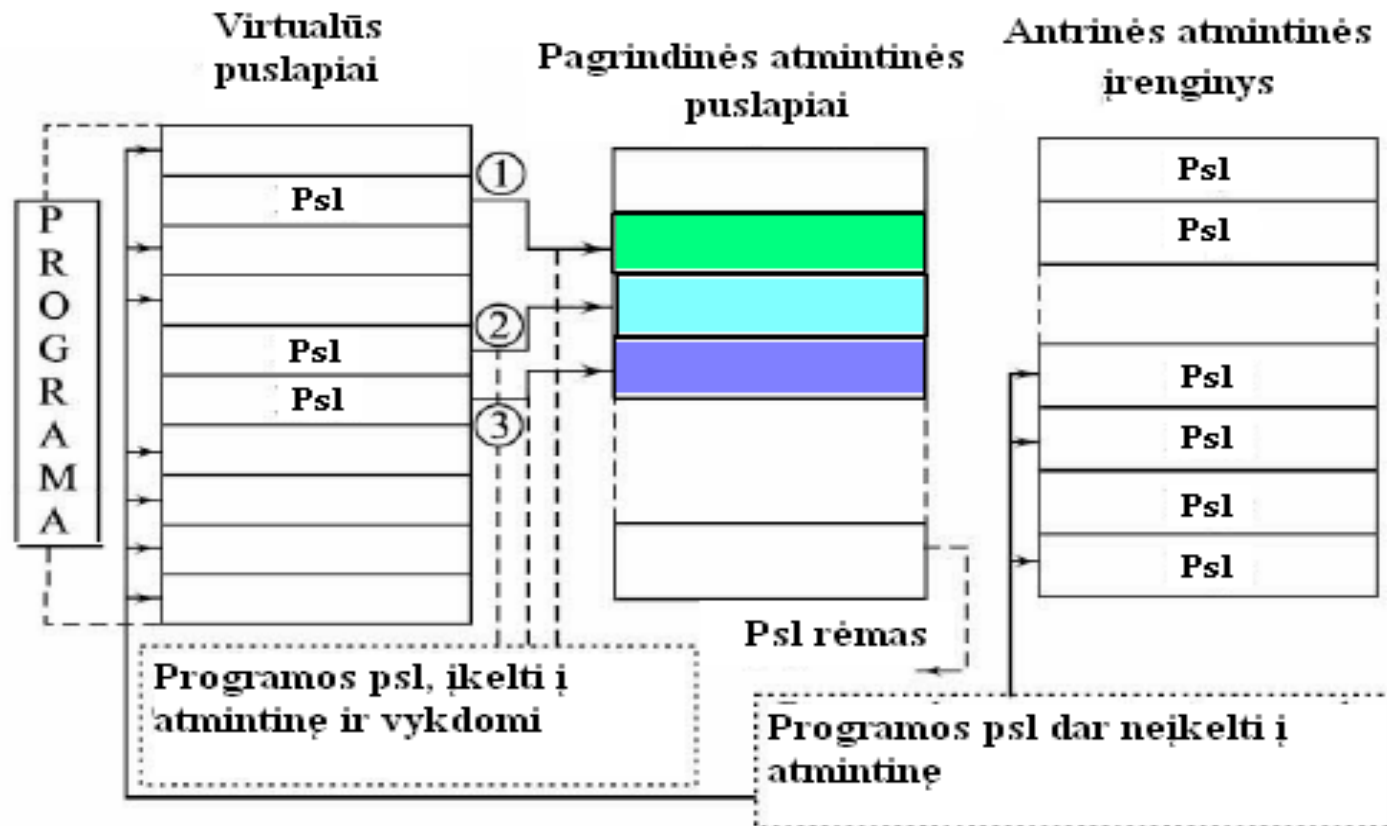 Virtualūs
puslapiai
Pagrindinės atmintinės
puslapiai
Antrinės atmintinės
įrenginys
PROGRAMA
Psl
Psl
Psl
1
2
3
Psl
Psl
Psl
Psl
Psl
Psl
Psl rėmas
Programos psl, įkelti į
atmintinę ir vykdomi
Programos psl dar neįkelti į
atmintinę